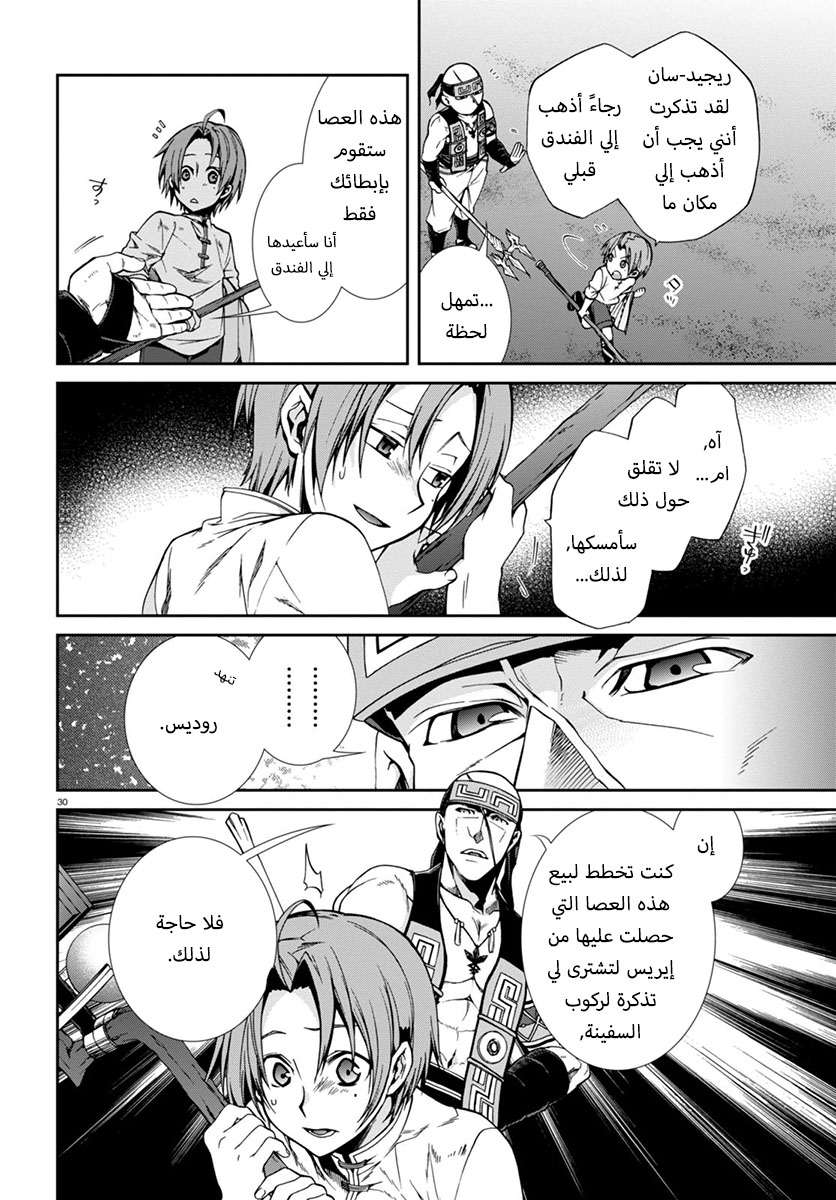 ريجيد-سان
لقد تذكرت
أنني يجب أن
أذهب إلي
مكان ما
رجاءً أذهب
إلي الفندق
قبلي
...تمهل
لحظة
هذه العصا
ستقوم
بإبطائك
فقط
أنا سأعيدها
إلي الفندق
آه,
ام...
لا تقلق
حول ذلك
سأمسكها,
لذلك...
تنهد
روديس.
30
إن
كنت تخطط لبيع
هذه العصا التي
حصلت عليها من
إيريس لتشترى لي
تذكرة لركوب
السفينة,
فلا حاجة
لذلك.